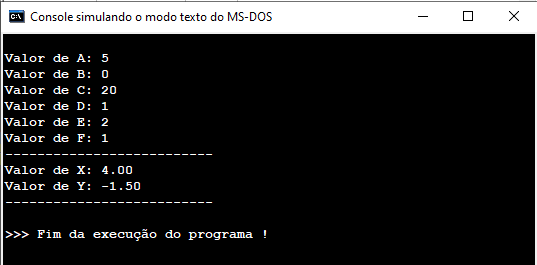 Console simulando o modo texto do MS-DOS
Valor de A: 5
Valor de B: 0
Valor de C: 20
Valor de D: 1
Valor de E: 2
Valor de F: 1
--------------------------
Valor de X: 4.00
Valor de Y: -1.50
--------------------------
>>> Fim da execução do programa !